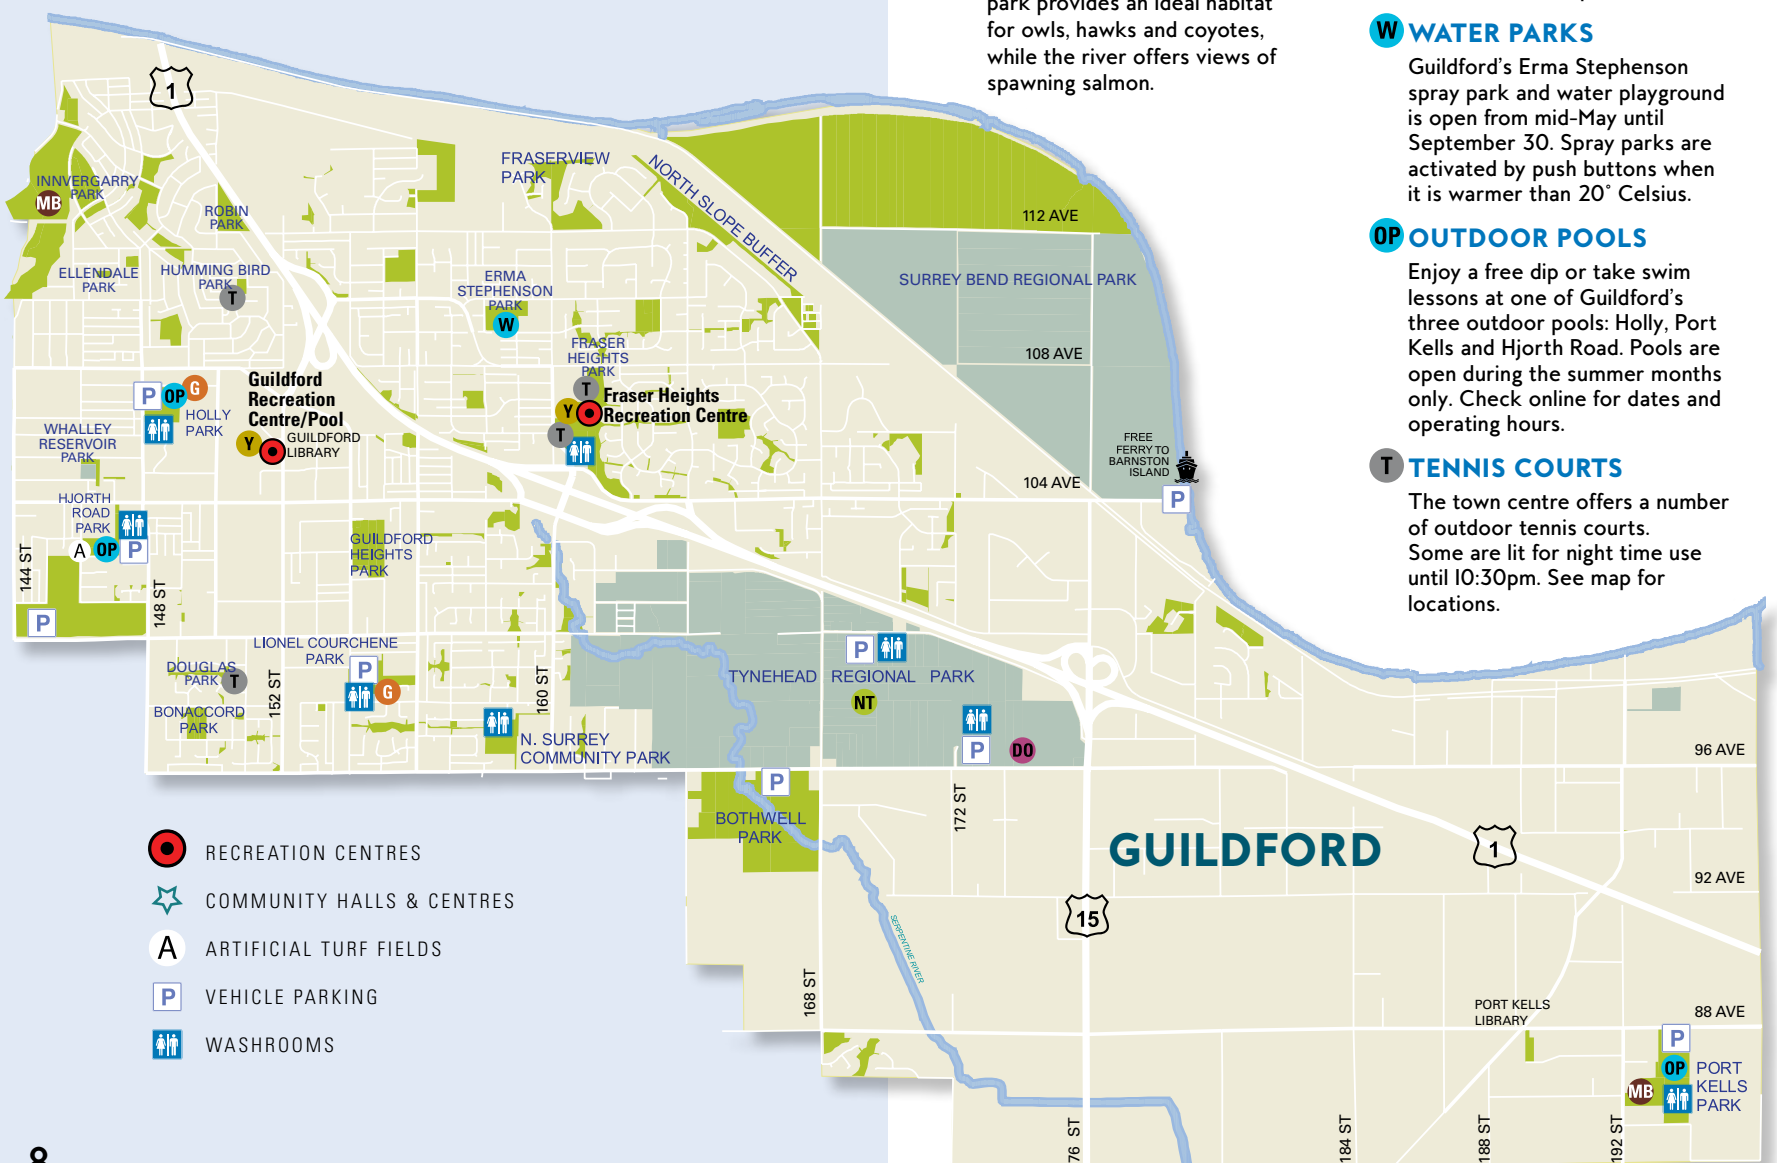 park provides an ideal habitat
for owls, hawks and coyotes,
while the river offers views of
spawning salmon.
W WATER PARKS
Guildford's Erma Stephenson
spray park and water playground
is open from mid-May until
September 30. Spray parks are
activated by push buttons when
it is warmer than 20° Celsius.
OP OUTDOOR POOLS
Enjoy a free dip or take swim
lessons at one of Guildford's
three outdoor pools: Holly, Port
Kells and Hjorth Road. Pools are
open during the summer months
only. Check online for dates and
operating hours.
T TENNIS COURTS
The town centre offers a number
of outdoor tennis courts.
Some are lit for night time use
until 10:30pm. See map for
locations.
1
INNVERGARRY
PARK
MB
ROBIN
PARK
ELLENDALE
PARK
HUMMING BIRD
PARK
T
FRASERVIEW
PARK
NORTH SLOPE BUFFER
ERMA
STEPHENSON
PARK
W
112 AVE
SURREY BEND REGIONAL PARK
108 AVE
FRASER
HEIGHTS
PARK
T
Y
Fraser Heights
Recreation Centre
T
P
OP
G
HOLLY
PARK
Guildford
Recreation
Centre/Pool
Y
GUILDFORD
LIBRARY
WHALLEY
RESERVOIR
PARK
FREE
FERRY TO
BARNSTON
ISLAND
P
104 AVE
HJORTH
ROAD
PARK
A
OP
P
144 ST
P
148 ST
GUILDFORD
HEIGHTS
PARK
LIONEL COURCHENE
PARK
P
G
DOUGLAS
PARK
T
152 ST
BONACCORD
PARK
160 ST
N. SURREY
COMMUNITY PARK
P
TYNEHEAD REGIONAL PARK
NT
P
DO
96 AVE
P
BOTHWELL
PARK
172 ST
GUILDFORD
1
92 AVE
15
SERPENTINE RIVER
168 ST
PORT KELLS
LIBRARY
88 AVE
P
OP
MB
PORT
KELLS
PARK
76 ST
184 ST
188 ST
192 ST
RECREATION CENTRES
COMMUNITY HALLS & CENTRES
A ARTIFICIAL TURF FIELDS
P VEHICLE PARKING
WASHROOMS
8